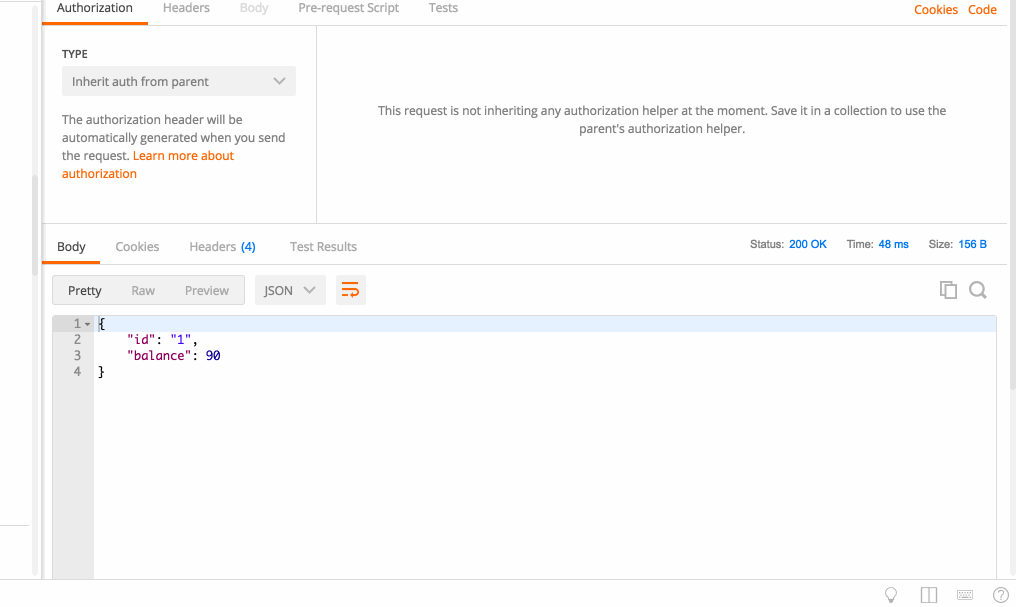 Authorization Headers Body Pre-request Script Tests Cookies Code
TYPE
Inherit auth from parent
The authorization header will be
automatically generated when you send
the request. Learn more about
authorization
This request is not inheriting any authorization helper at the moment. Save it in a collection to use the
parent's authorization helper.
Body Cookies Headers (4) Test Results Status: 200 OK Time: 48 ms Size: 156 B
Pretty Raw Preview JSON
1 {
2 "id": "1",
3 "balance": 90
4 }